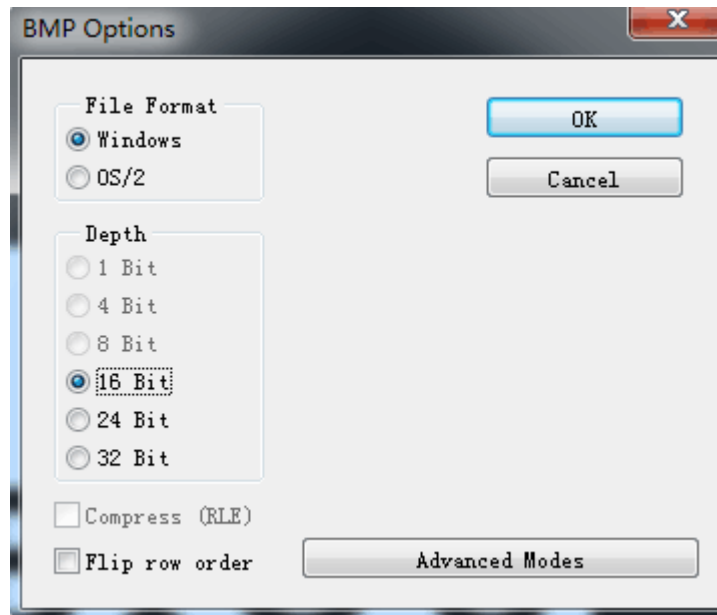 BMP Options
File Format
Windows
OS/2
OK
Cancel
Depth
1 Bit
4 Bit
8 Bit
16 Bit
24 Bit
32 Bit
Compress (RLE)
Flip row order
Advanced Modes